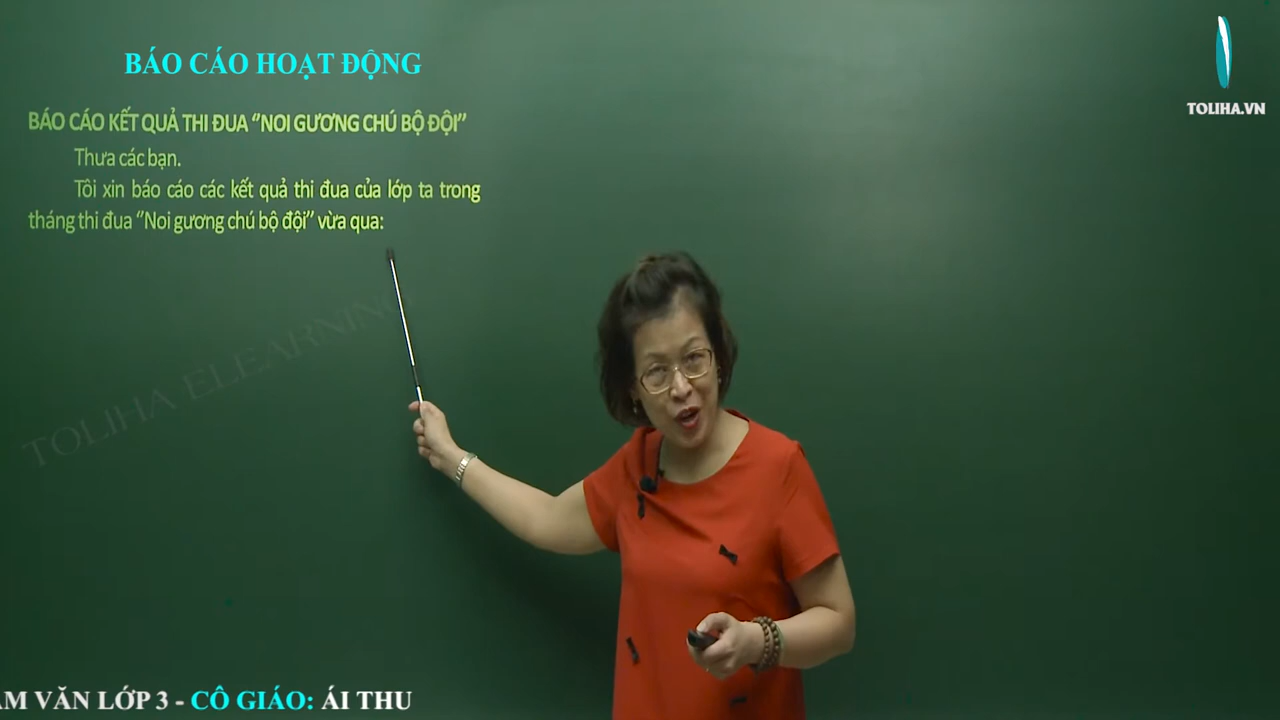 BÁO CÁO HOẠT ĐỘNG
TOLIHA.VN
BÁO CÁO KẾT QUẢ THI ĐUA “NOI GƯƠNG CHÚ BỘ ĐỘI”
Thưa các bạn.
Tôi xin báo cáo các kết quả thi đua của lớp ta trong
tháng thi đua “Noi gương chú bộ đội” vừa qua:
TOLIHA ELEARNING
VĂN LỚP 3 - CÔ GIÁO: ÁI THU